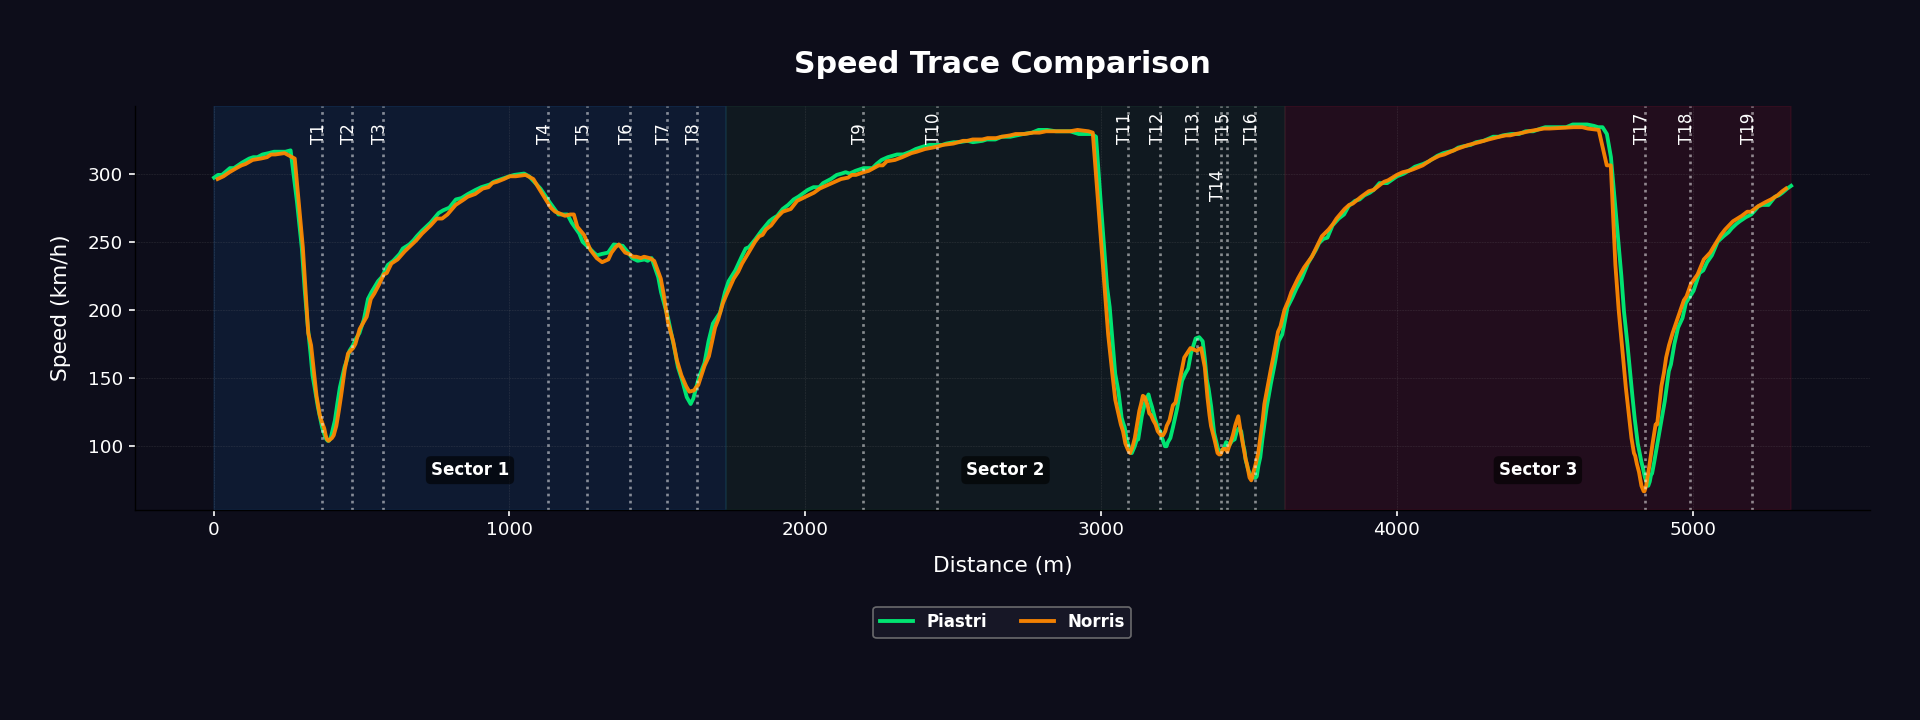 Speed Trace Comparison
T1 T2 T3 T4 T5 T6 T7 T8 T9 T10 T11 T12 T13 T14 T15 T16 T17 T18 T19
Speed (km/h)
300
250
200
150
100
Sector 1 Sector 2 Sector 3
0 1000 2000 3000 4000 5000
Distance (m)
Piastri Norris